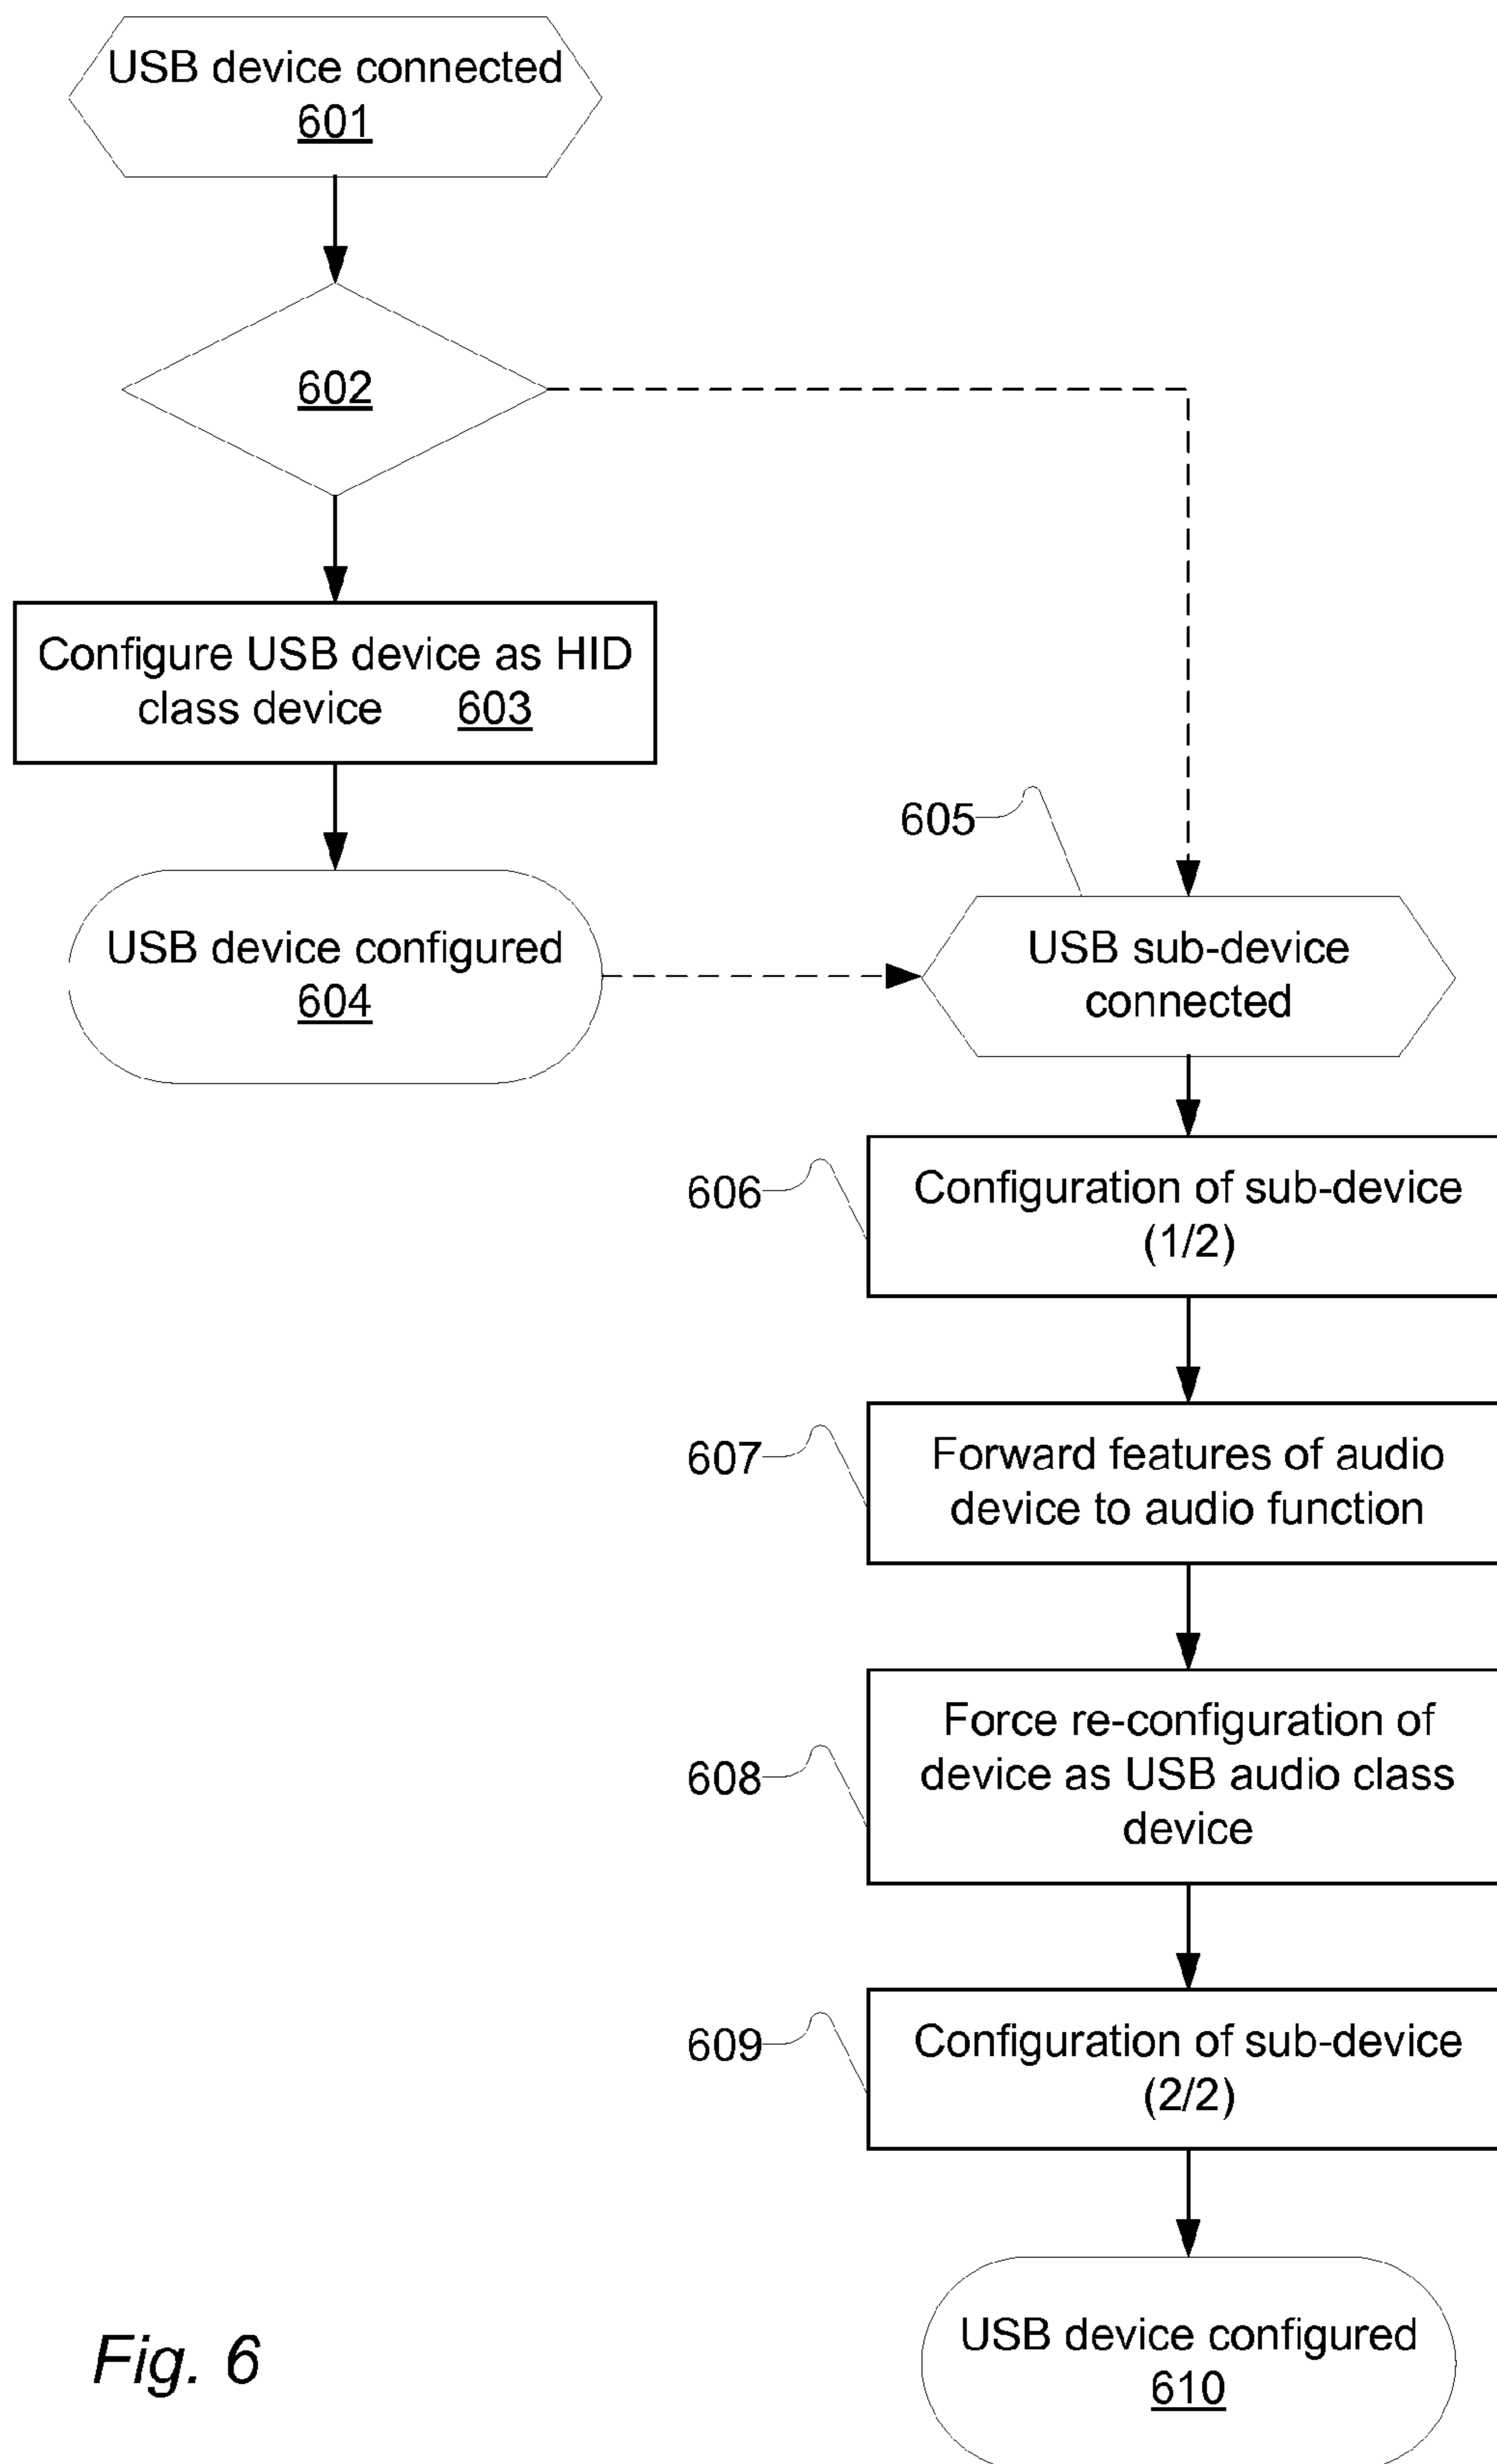 USB device connected
601
602
Configure USB device as HID
class device 603
USB device configured
604
605
USB sub-device
connected
606
Configuration of sub-device
(1/2)
607
Forward features of audio
device to audio function
608
Force re-configuration of
device as USB audio class
device
609
Configuration of sub-device
(2/2)
USB device configured
610
Fig. 6